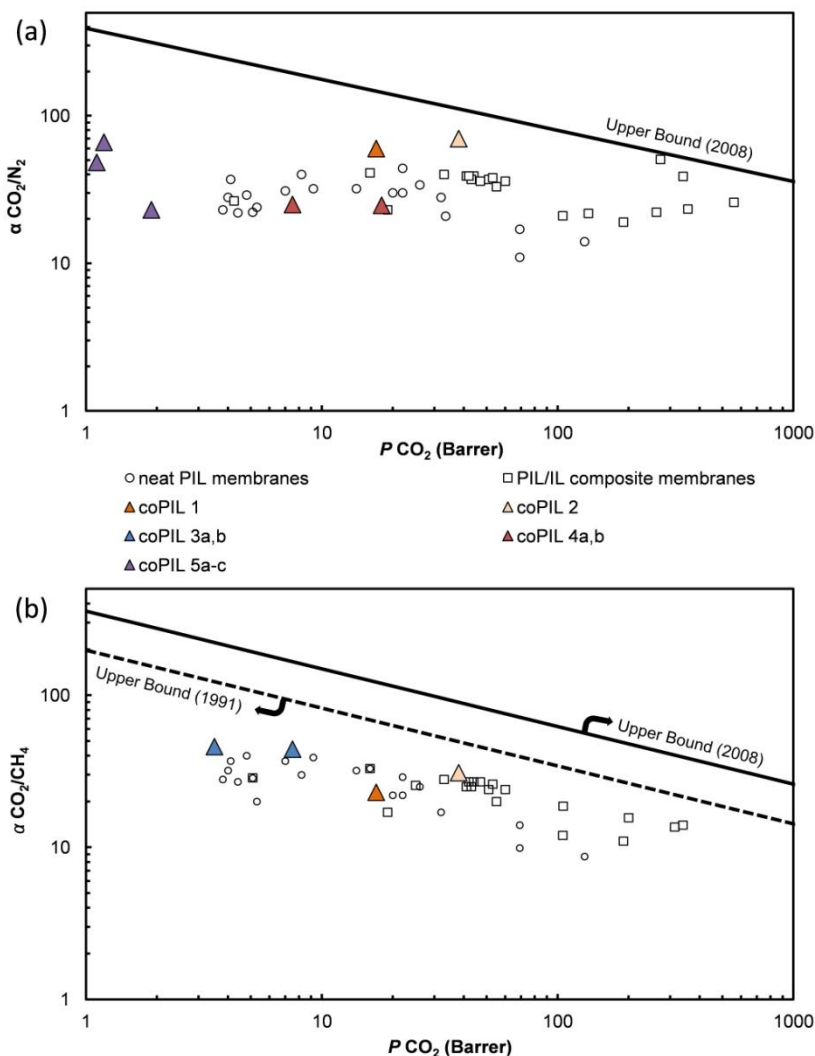 (a)
α CO₂/N₂
100
10
1
Upper Bound (2008)
1 10 100 1000
P CO₂ (Barrer)
neat PIL membranes PIL/IL composite membranes
coPIL 1 coPIL 2
coPIL 3a,b coPIL 4a,b
coPIL 5a-c
(b)
α CO₂/CH₄
100
10
1
Upper Bound (1991)
Upper Bound (2008)
1 10 100 1000
P CO₂ (Barrer)